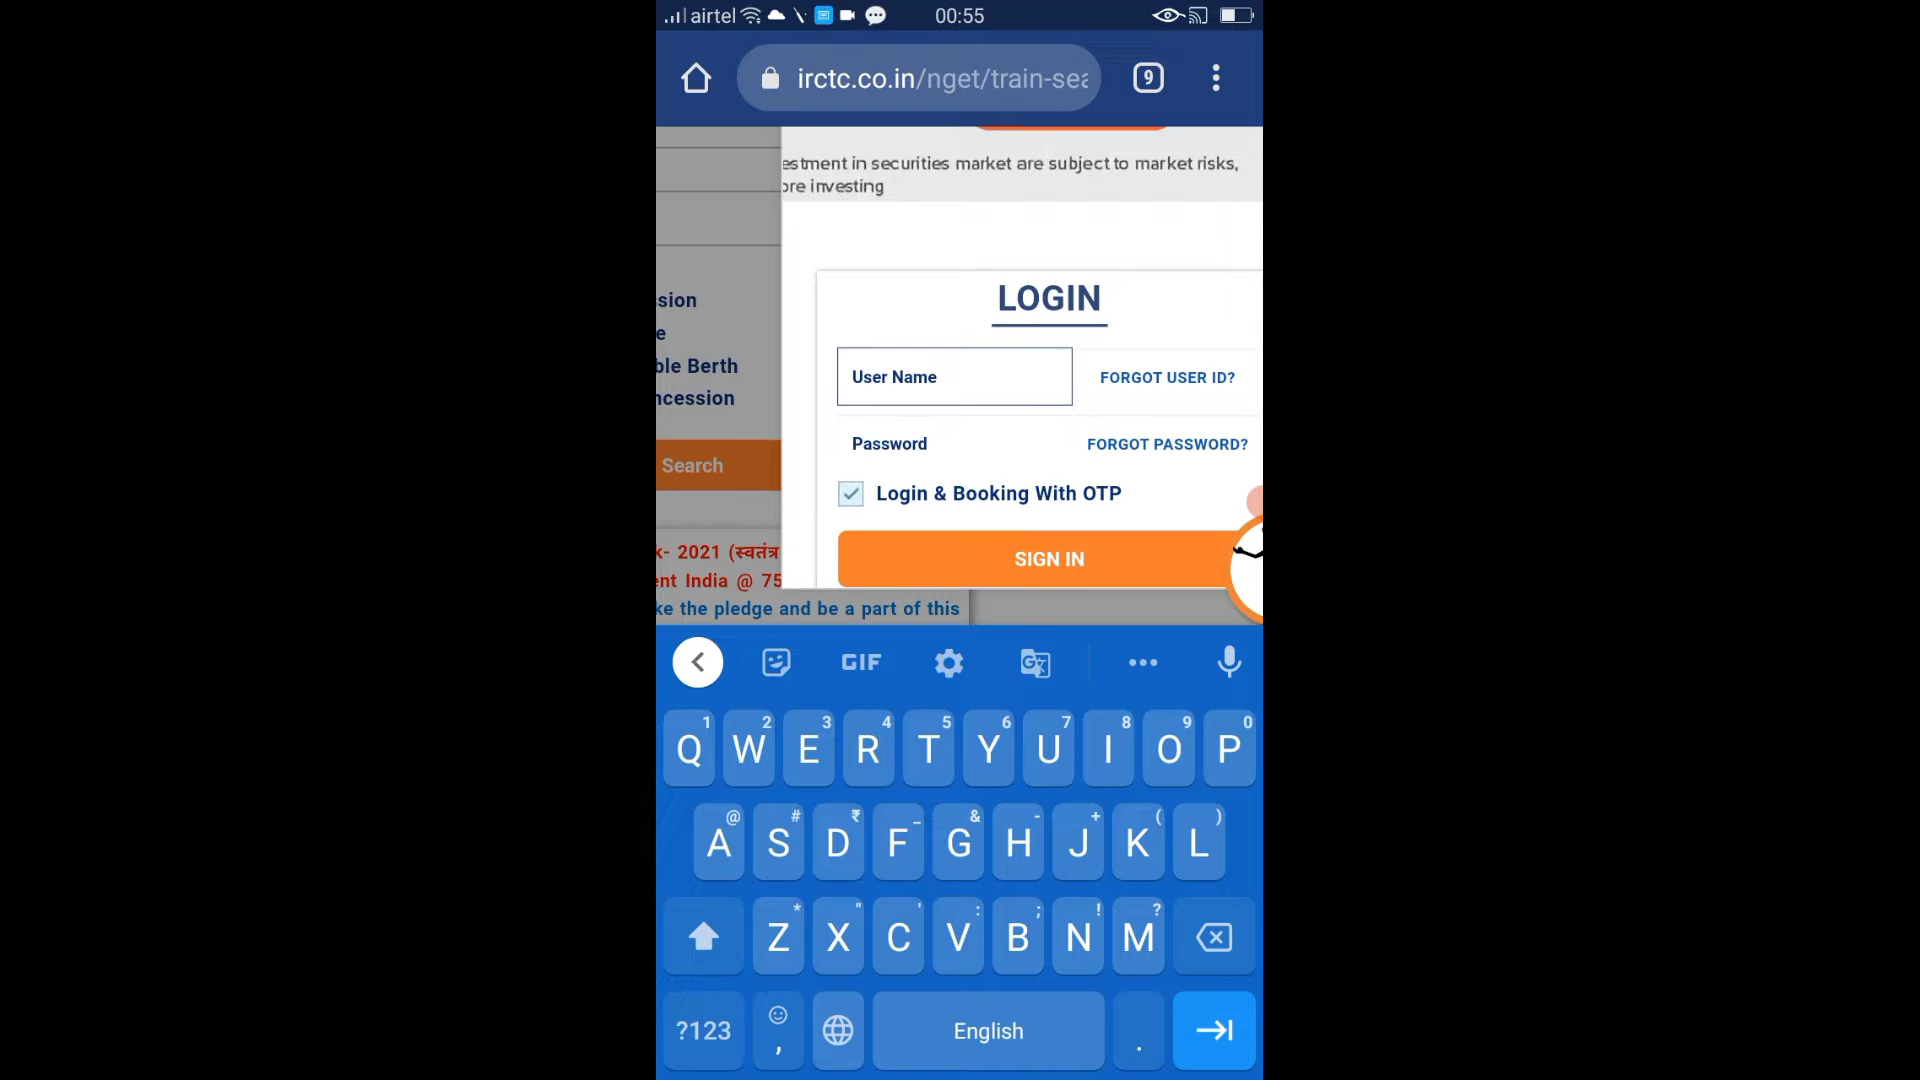 airtel 00:55
irctc.co.in/nget/train-sea 9
estment in securities market are subject to market risks,
ore investing
LOGIN
User Name FORGOT USER ID?
Password FORGOT PASSWORD?
Login & Booking With OTP
SIGN IN
ssion
e
ble Berth
ncession
Search
k- 2021 (स्वतंत्र
ent India @ 75
ke the pledge and be a part of this
GIF
1 2 3 4 5 6 7 8 9 0
Q W E R T Y U I O P
@ # ₹ _ & - + ( )
A S D F G H J K L
* " ' : ; ! ?
Z X C V B N M
?123 , English .